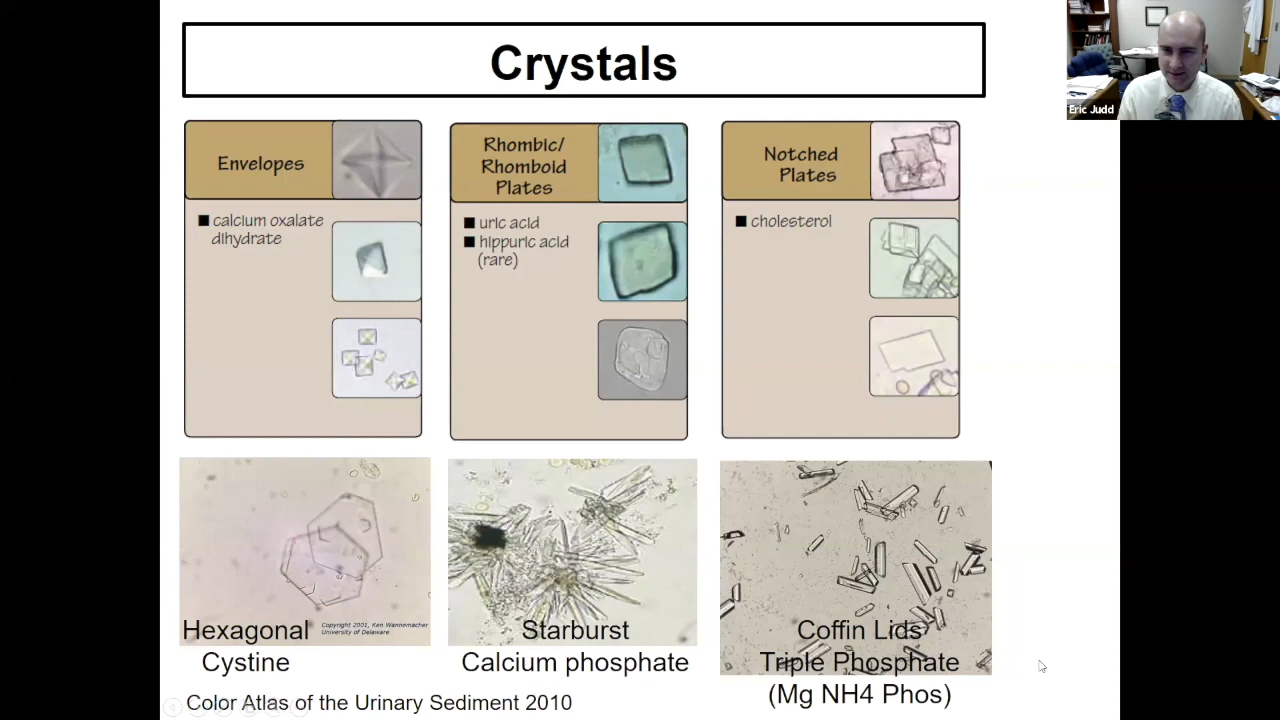 Crystals
Eric Judd
Envelopes
■ calcium oxalate
dihydrate
Rhombic/
Rhomboid
Plates
■ uric acid
■ hippuric acid
(rare)
Notched
Plates
■ cholesterol
Hexagonal
Cystine
Copyright 2001, Ken Wannemacher
University of Delaware
Starburst
Calcium phosphate
Coffin Lids
Triple Phosphate
(Mg NH4 Phos)
Color Atlas of the Urinary Sediment 2010